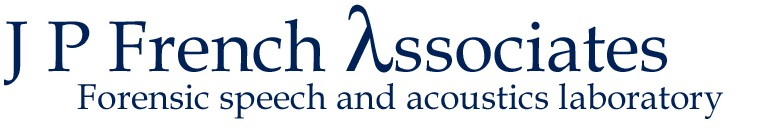 J P French λssociates
Forensic speech and acoustics laboratory